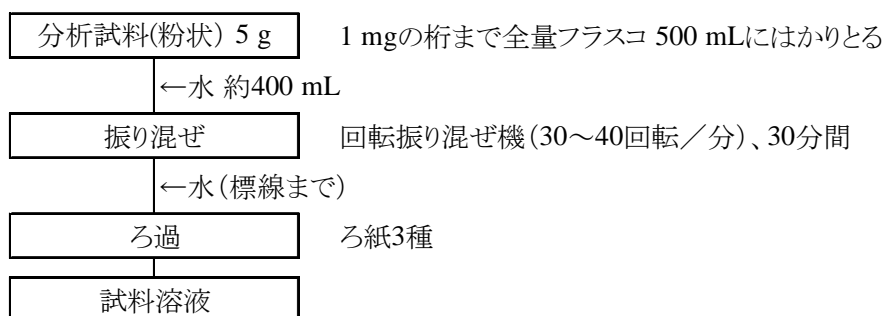 分析試料(粉状) 5 g　1 mgの桁まで全量フラスコ 500 mLにはかりとる
←水 約400 mL
振り混ぜ　回転振り混ぜ機(30～40回転／分)、30分間
←水(標線まで)
ろ過　ろ紙3種
試料溶液